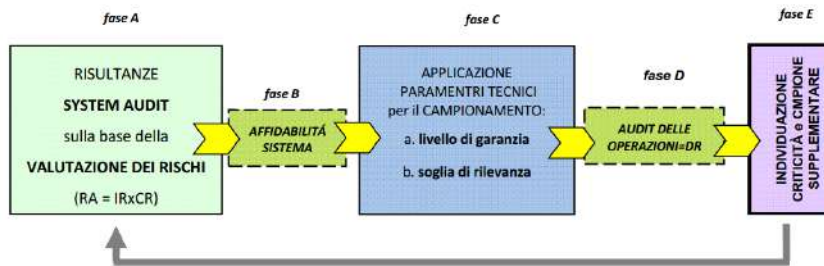 fase A
RISULTANZE
SYSTEM AUDIT
sulla base della
VALUTAZIONE DEI RISCHI
(RA = IRxCR)
fase B
AFFIDABILITÁ
SISTEMA
fase C
APPLICAZIONE
PARAMENTRI TECNICI
per il CAMPIONAMENTO:
a. livello di garanzia
b. soglia di rilevanza
fase D
AUDIT DELLE
OPERAZIONI=DR
fase E
INDIVIDUAZIONE
CRITICITÀ e CMPIONE
SUPPLEMENTARE